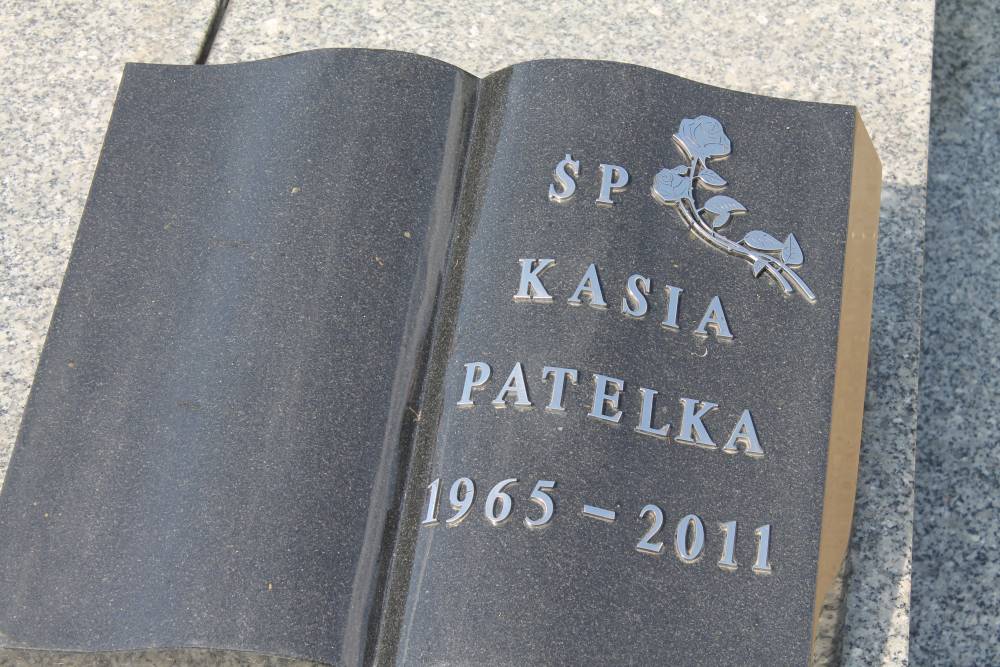 ŚP
KASIA
PATELKA
1965 – 2011